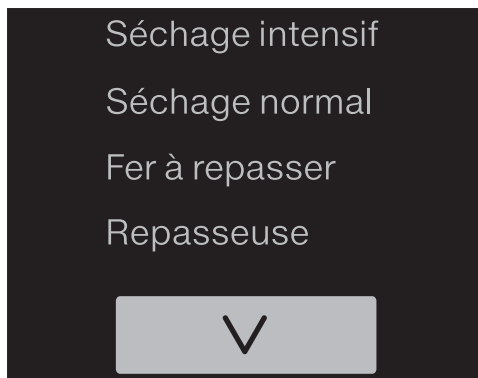 Séchage intensif
Séchage normal
Fer à repasser
Repasseuse